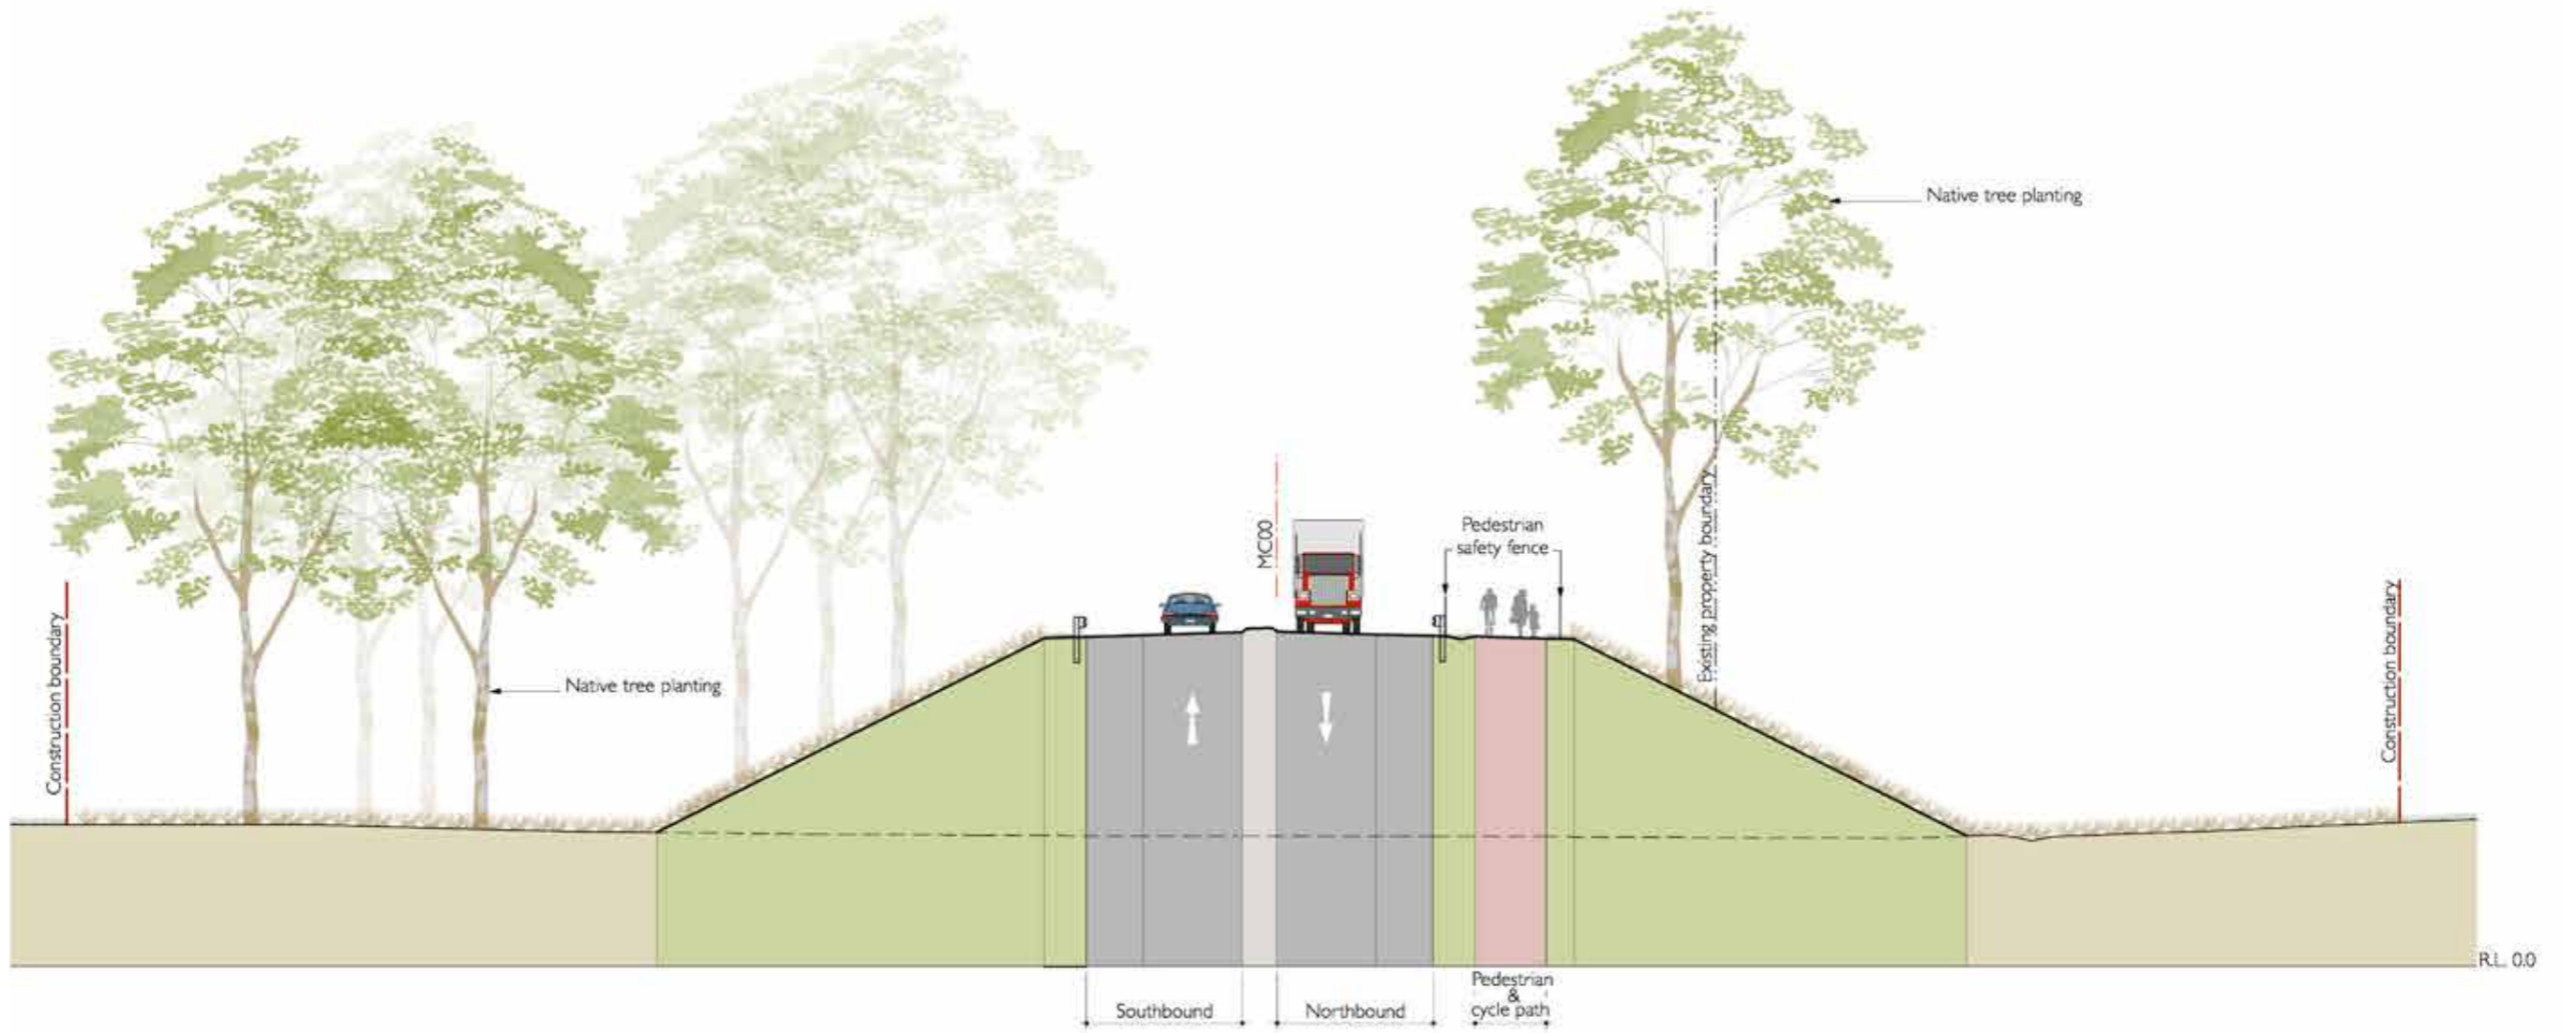 Native tree planting
Existing property boundary
MC00
Pedestrian
safety fence
Construction boundary
Native tree planting
Construction boundary
R.L. 0.0
Southbound
Northbound
Pedestrian
&
cycle path